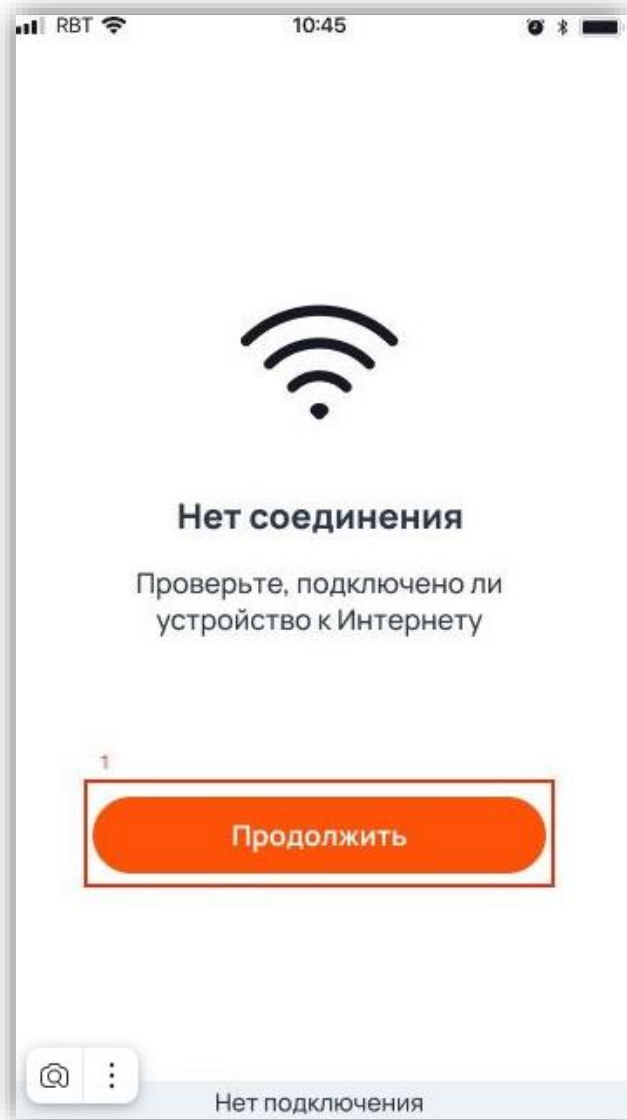 RBT 10:45
Нет соединения
Проверьте, подключено ли
устройство к Интернету
1
Продолжить
Нет подключения